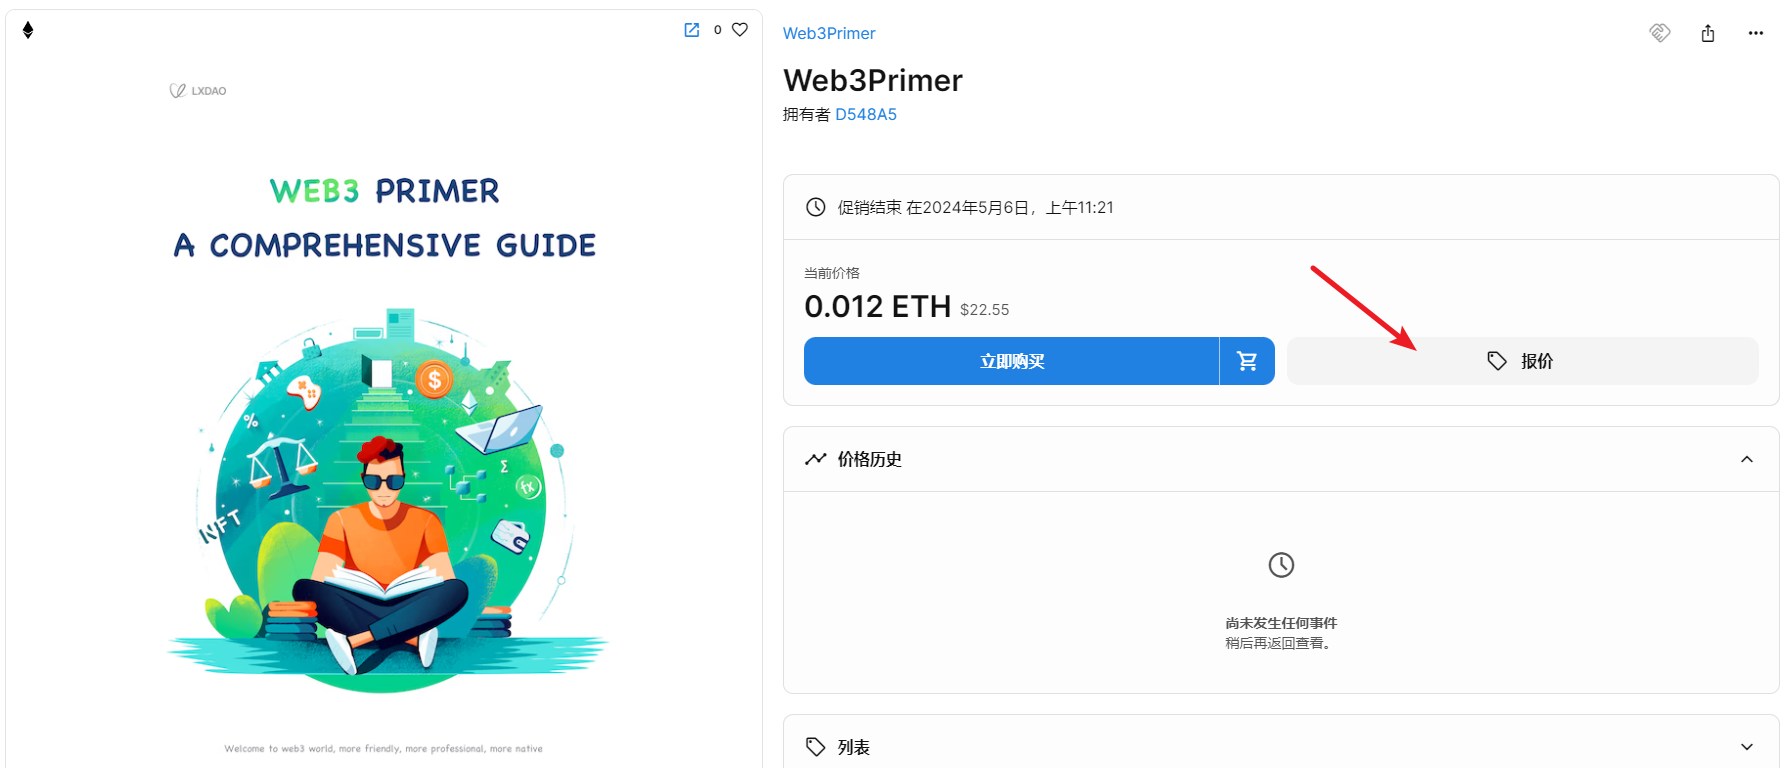 0
LXDAO
WEB3 PRIMER
A COMPREHENSIVE GUIDE
$
%
Σ
fx
NFT
Welcome to web3 world, more friendly, more professional, more native
Web3Primer
Web3Primer
拥有者 D548A5
促销结束 在2024年5月6日，上午11:21
当前价格
0.012 ETH $22.55
立即购买
报价
价格历史
尚未发生任何事件
稍后再返回查看。
列表